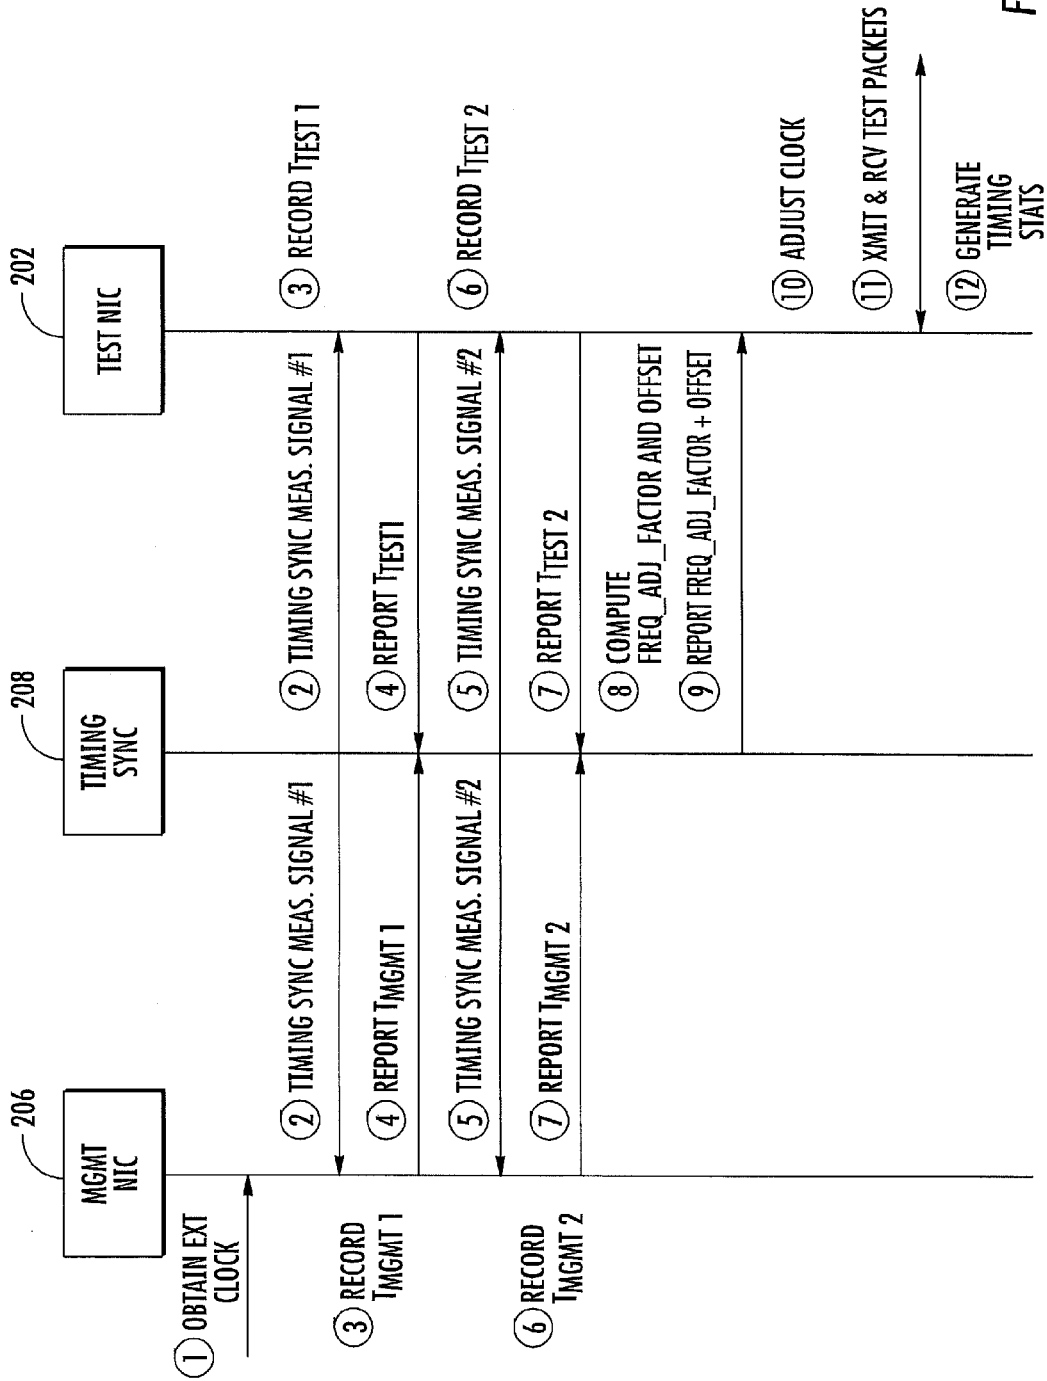 206
MGMT
NIC
208
TIMING
SYNC
202
TEST NIC
1 OBTAIN EXT
CLOCK
2 TIMING SYNC MEAS. SIGNAL #1
2 TIMING SYNC MEAS. SIGNAL #1
3 RECORD
TMGMT 1
3 RECORD TTEST 1
4 REPORT TMGMT 1
4 REPORT TTEST1
5 TIMING SYNC MEAS. SIGNAL #2
5 TIMING SYNC MEAS. SIGNAL #2
6 RECORD
TMGMT 2
6 RECORD TTEST 2
7 REPORT TMGMT 2
7 REPORT TTEST 2
8 COMPUTE
FREQ_ADJ_FACTOR AND OFFSET
9 REPORT FREQ_ADJ_FACTOR + OFFSET
10 ADJUST CLOCK
11 XMIT & RCV TEST PACKETS
12 GENERATE
TIMING
STATS